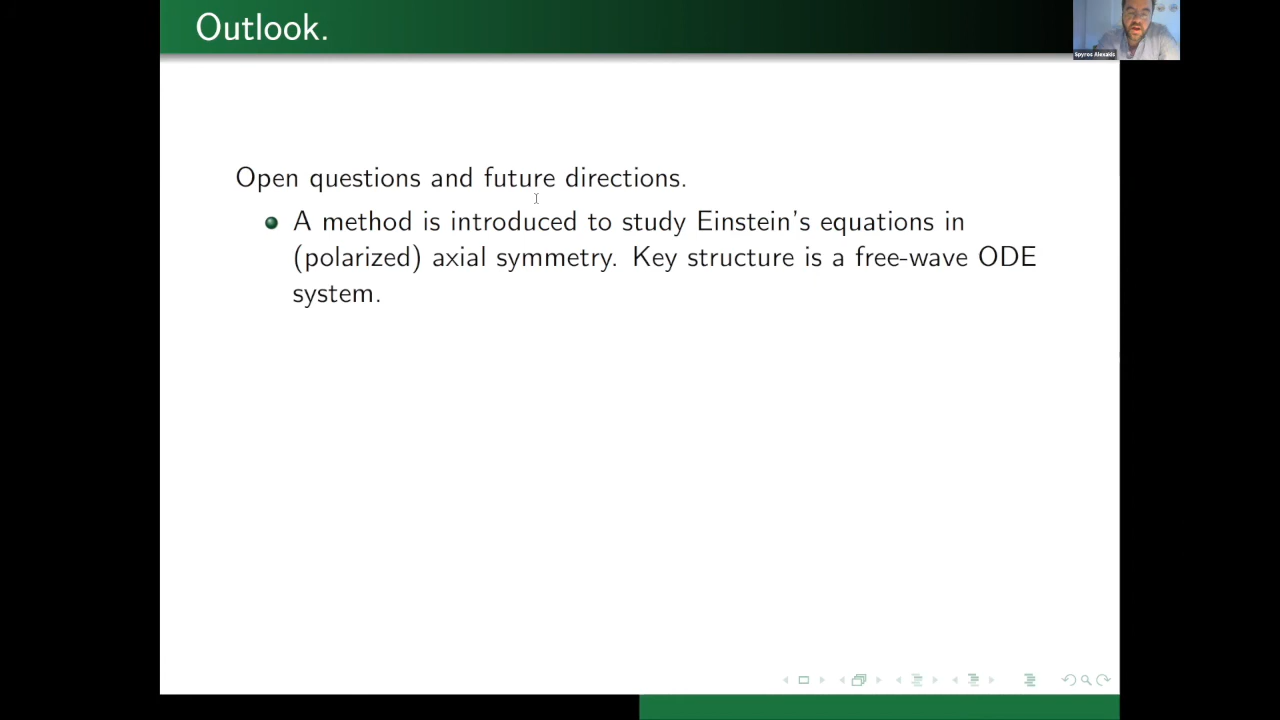 Outlook.
Spyros Alexakis
Open questions and future directions.
A method is introduced to study Einstein's equations in
(polarized) axial symmetry. Key structure is a free-wave ODE
system.